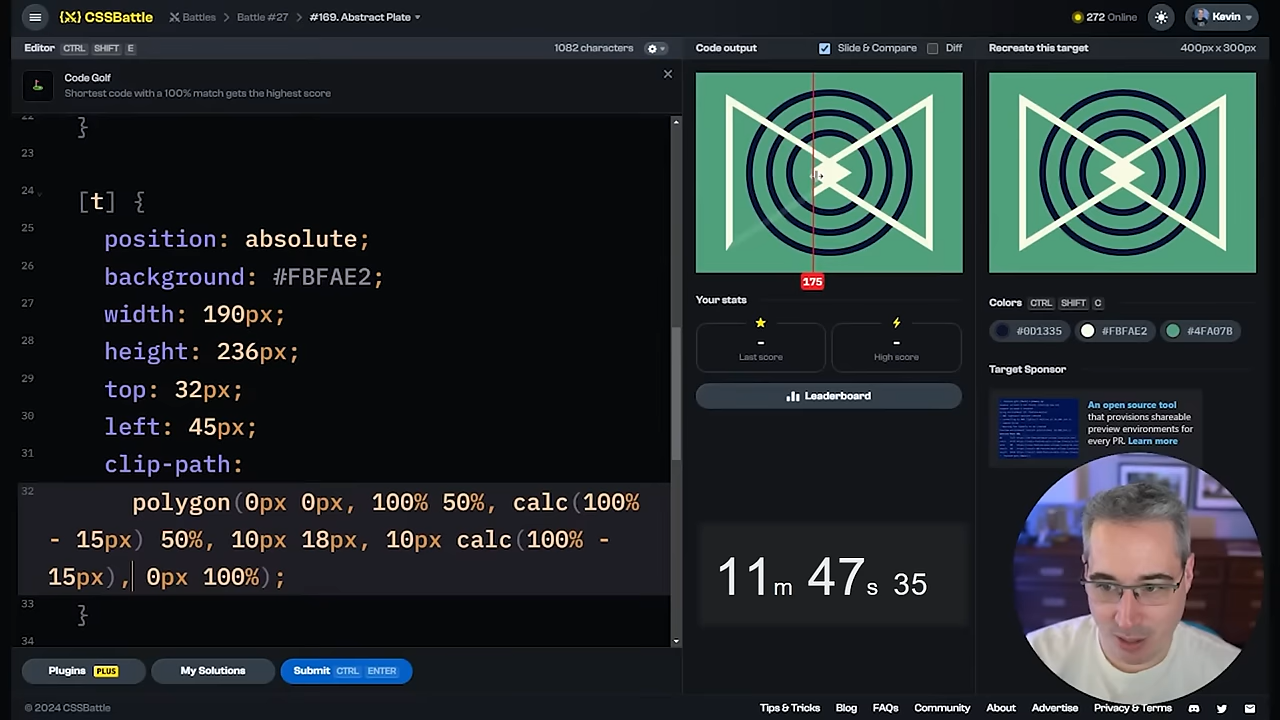 {X} CSSBattle
Battles
Battle #27
#169. Abstract Plate
272 Online
Kevin
Editor CTRL SHIFT E
1082 characters
Code output
Slide & Compare
Diff
Recreate this target
400px x 300px
Code Golf
Shortest code with a 100% match gets the highest score
22 }
23
24 [t] {
25 position: absolute;
26 background: #FBFAE2;
27 width: 190px;
28 height: 236px;
29 top: 32px;
30 left: 45px;
31 clip-path:
32 polygon(0px 0px, 100% 50%, calc(100%
- 15px) 50%, 10px 18px, 10px calc(100% -
15px), 0px 100%);
33 }
34
175
Your stats
-
Last score
-
High score
Leaderboard
Colors CTRL SHIFT C
#0D1335
#FBFAE2
#4FA07B
Target Sponsor
An open source tool
that provisions shareable
preview environments for
every PR. Learn more
11m 47s 35
Plugins PLUS
My Solutions
Submit CTRL ENTER
© 2024 CSSBattle
Tips & Tricks
Blog
FAQs
Community
About
Advertise
Privacy & Terms